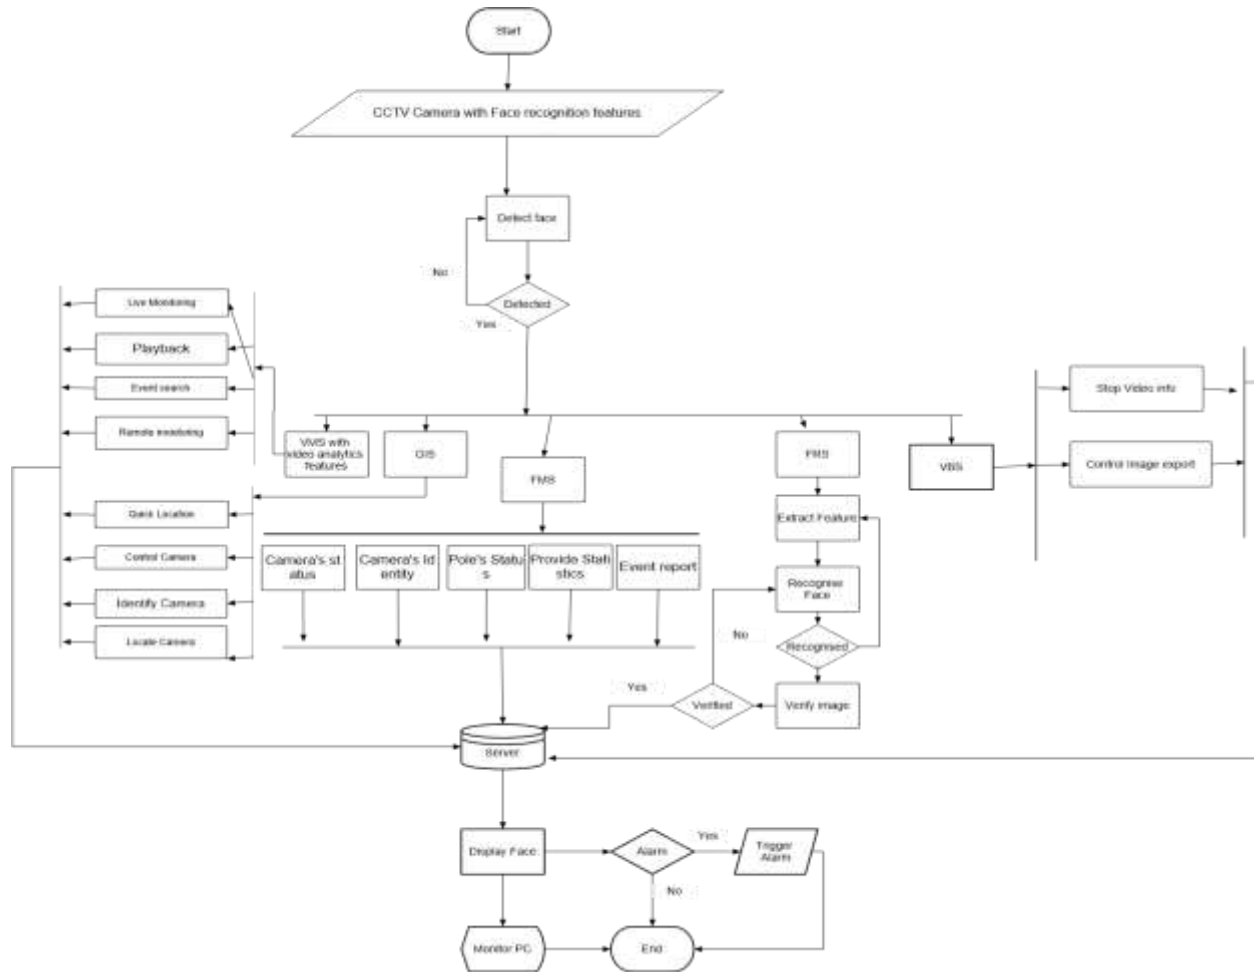 Start
CCTV Camera with Face recognition features
Detect face
No
Detected
Yes
Live Monitoring
Playback
Event search
Remote monitoring
VMS with
video analytics
features
GIS
FMS
FRS
VSS
Stop Video info
Control Image export
Quick Location
Control Camera
Identify Camera
Locate Camera
Camera's st
atus
Camera's Id
entity
Pole's Statu
s
Provide Stati
stics
Event report
Extract Feature
Recognise
Face
No
Recognised
Yes
Verified
Verify image
Server
Display Face
Alarm
Yes
Trigger
Alarm
No
Monitor PC
End